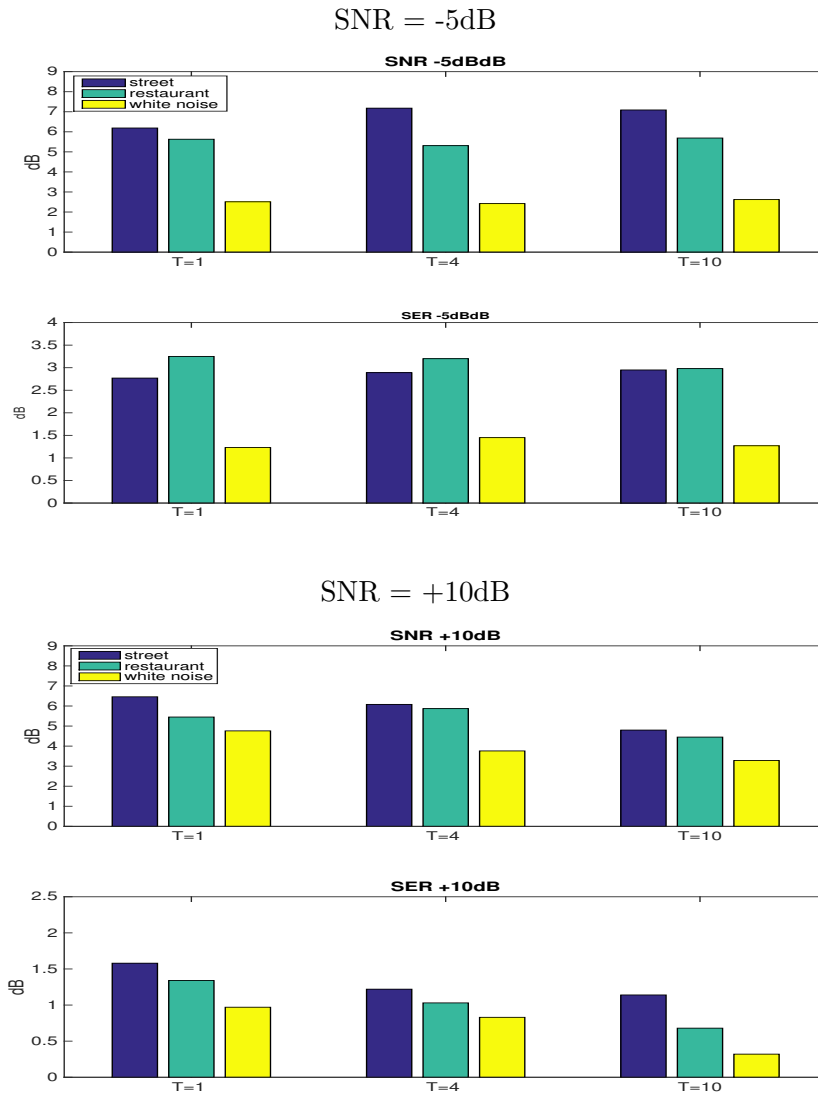 SNR = -5dB
SNR -5dBdB
9
8
7
6
5
4
3
2
1
0
dB
street
restaurant
white noise
T=1 T=4 T=10
SER -5dBdB
4
3.5
3
2.5
2
1.5
1
0.5
0
dB
T=1 T=4 T=10
SNR = +10dB
SNR +10dB
9
8
7
6
5
4
3
2
1
0
dB
street
restaurant
white noise
T=1 T=4 T=10
SER +10dB
2.5
2
1.5
1
0.5
0
dB
T=1 T=4 T=10